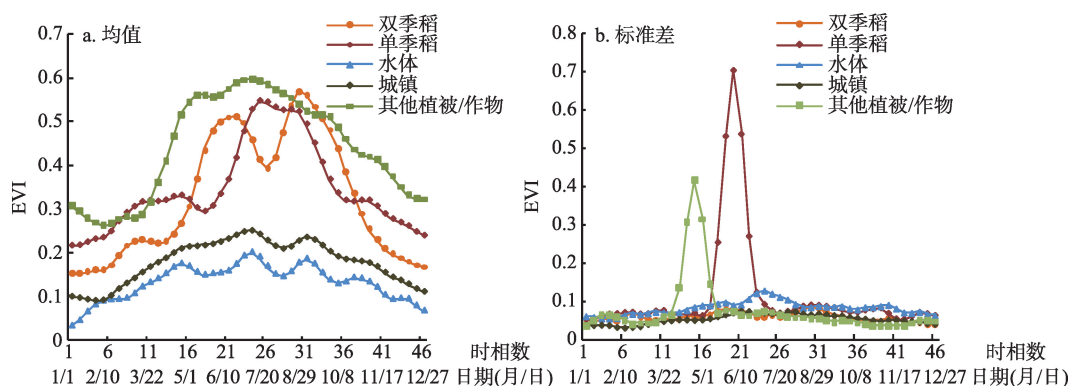 a. 均值
双季稻
单季稻
水体
城镇
其他植被/作物
EVI
0.7
0.6
0.5
0.4
0.3
0.2
0.1
0
1 6 11 16 21 26 31 36 41 46 时相数
1/1 2/10 3/22 5/1 6/10 7/20 8/29 10/8 11/17 12/27 日期(月/日)
b. 标准差
双季稻
单季稻
水体
城镇
其他植被/作物
EVI
0.8
0.7
0.6
0.5
0.4
0.3
0.2
0.1
0
1 6 11 16 21 26 31 36 41 46 时相数
1/1 2/10 3/22 5/1 6/10 7/20 8/29 10/8 11/17 12/27 日期(月/日)